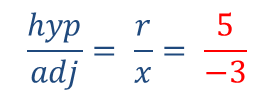 hyp/adj = r/x = 5/-3